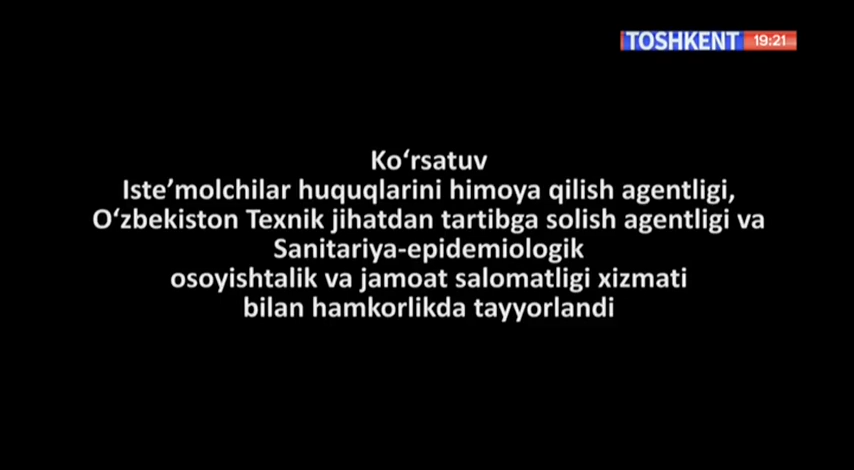 TOSHKENT 19:21
Ko‘rsatuv
Iste’molchilar huquqlarini himoya qilish agentligi,
O‘zbekiston Texnik jihatdan tartibga solish agentligi va
Sanitariya-epidemiologik
osoyishtalik va jamoat salomatligi xizmati
bilan hamkorlikda tayyorlandi